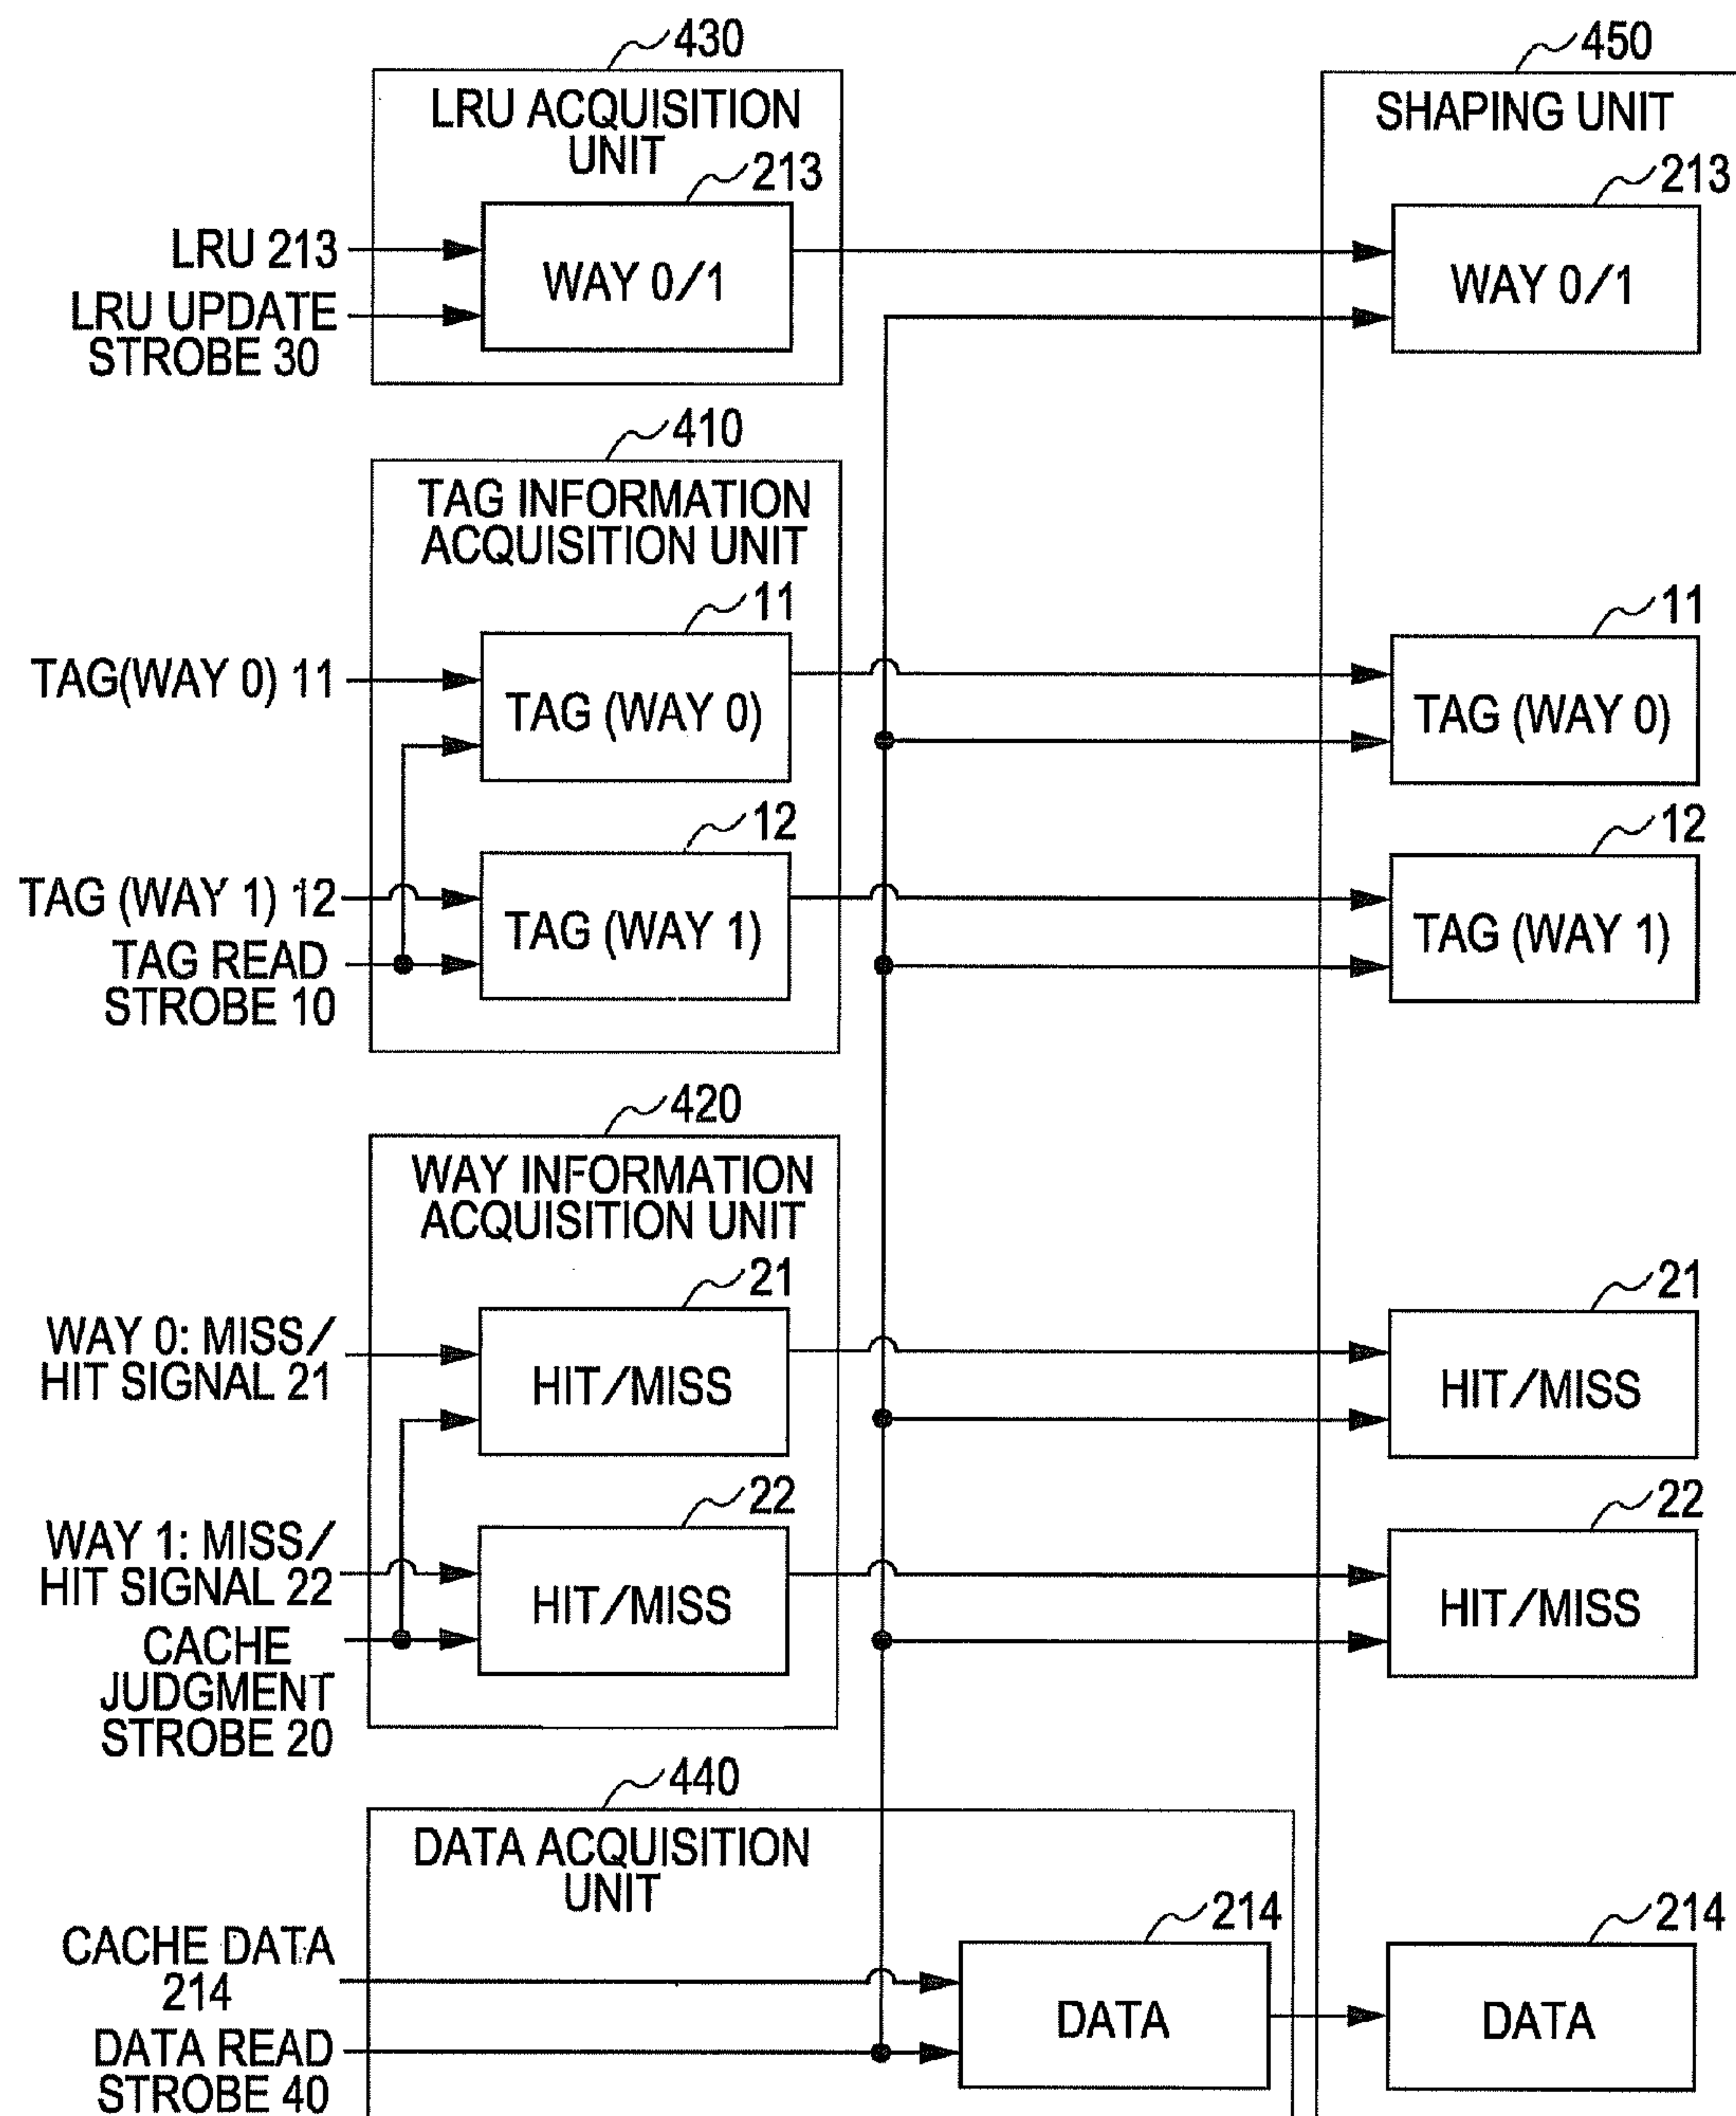 430
LRU ACQUISITION
UNIT
213
LRU 213
WAY 0/1
LRU UPDATE
STROBE 30
450
SHAPING UNIT
213
WAY 0/1
410
TAG INFORMATION
ACQUISITION UNIT
11
TAG(WAY 0) 11
TAG (WAY 0)
12
TAG (WAY 1) 12
TAG (WAY 1)
TAG READ
STROBE 10
11
TAG (WAY 0)
12
TAG (WAY 1)
420
WAY INFORMATION
ACQUISITION UNIT
21
WAY 0: MISS/
HIT SIGNAL 21
HIT/MISS
22
WAY 1: MISS/
HIT SIGNAL 22
HIT/MISS
CACHE
JUDGMENT
STROBE 20
21
HIT/MISS
22
HIT/MISS
440
DATA ACQUISITION
UNIT
214
CACHE DATA
214
DATA
DATA READ
STROBE 40
214
DATA